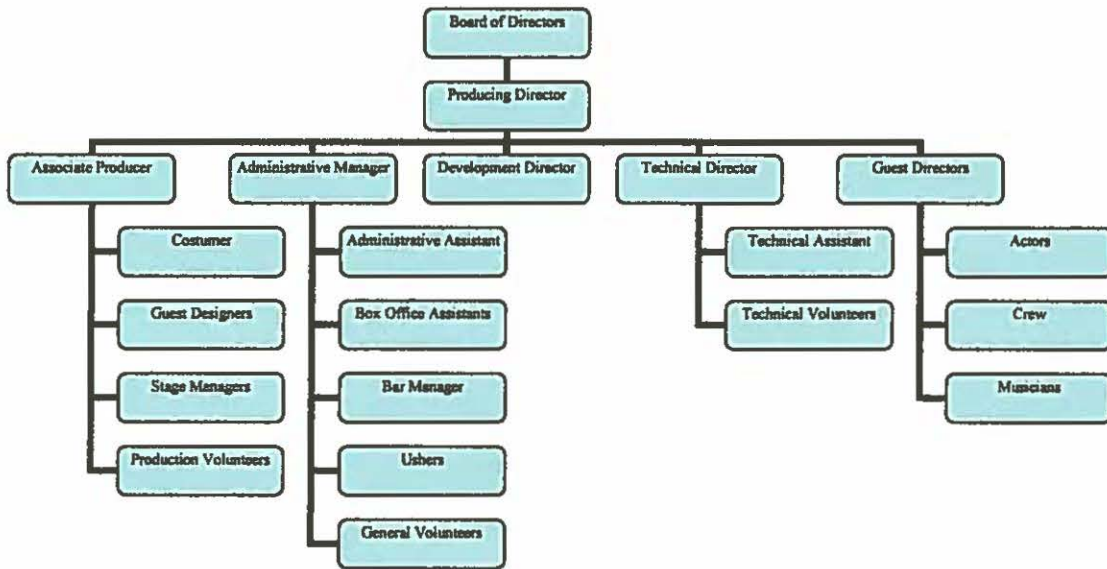 Board of Directors
Producing Director
Associate Producer
Administrative Manager
Development Director
Technical Director
Guest Directors
Costumer
Guest Designers
Stage Managers
Production Volunteers
Administrative Assistant
Box Office Assistants
Bar Manager
Ushers
General Volunteers
Technical Assistant
Technical Volunteers
Actors
Crew
Musicians